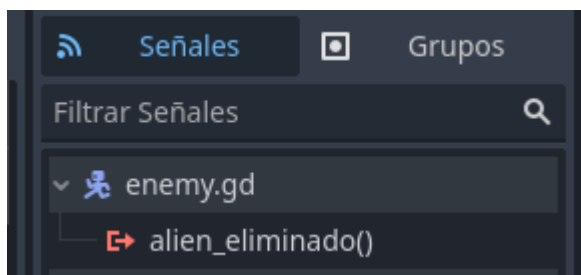 Señales Grupos
Filtrar Señales
enemy.gd
alien_eliminado()